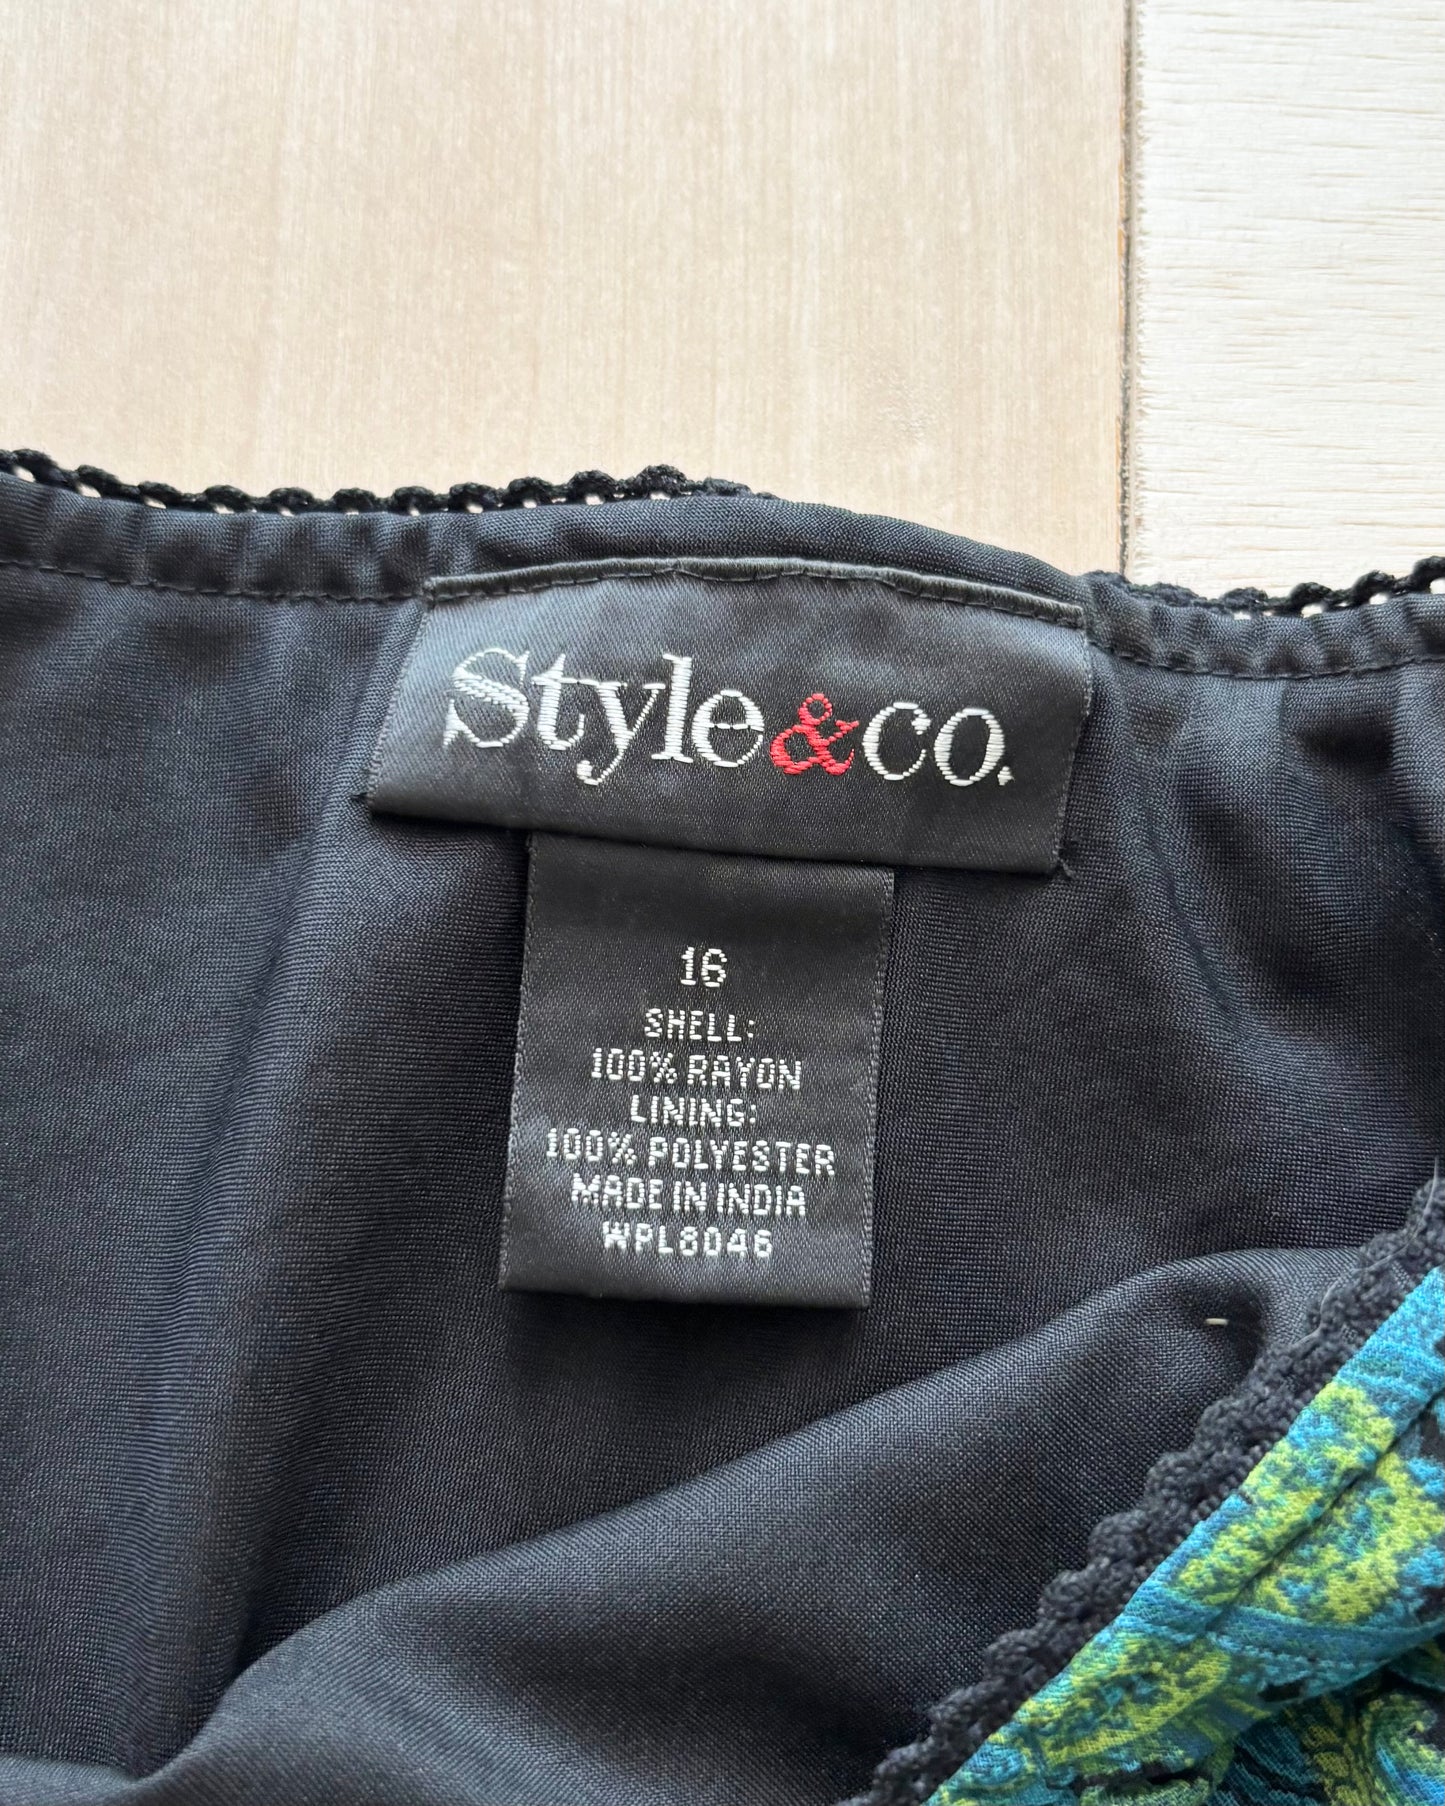 Style&co.
16
SHELL:
100% RAYON
LINING:
100% POLYESTER
MADE IN INDIA
WPL8046